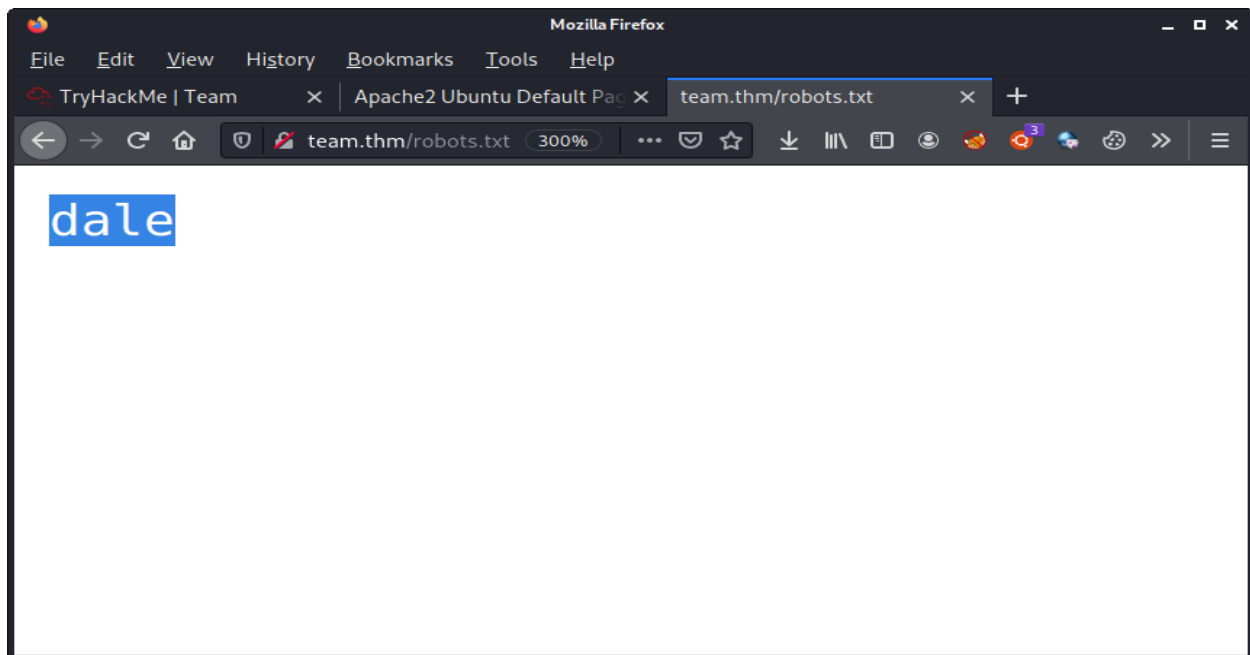 Mozilla Firefox
File Edit View History Bookmarks Tools Help
TryHackMe | Team Apache2 Ubuntu Default Pag team.thm/robots.txt
team.thm/robots.txt 300% 3
dale